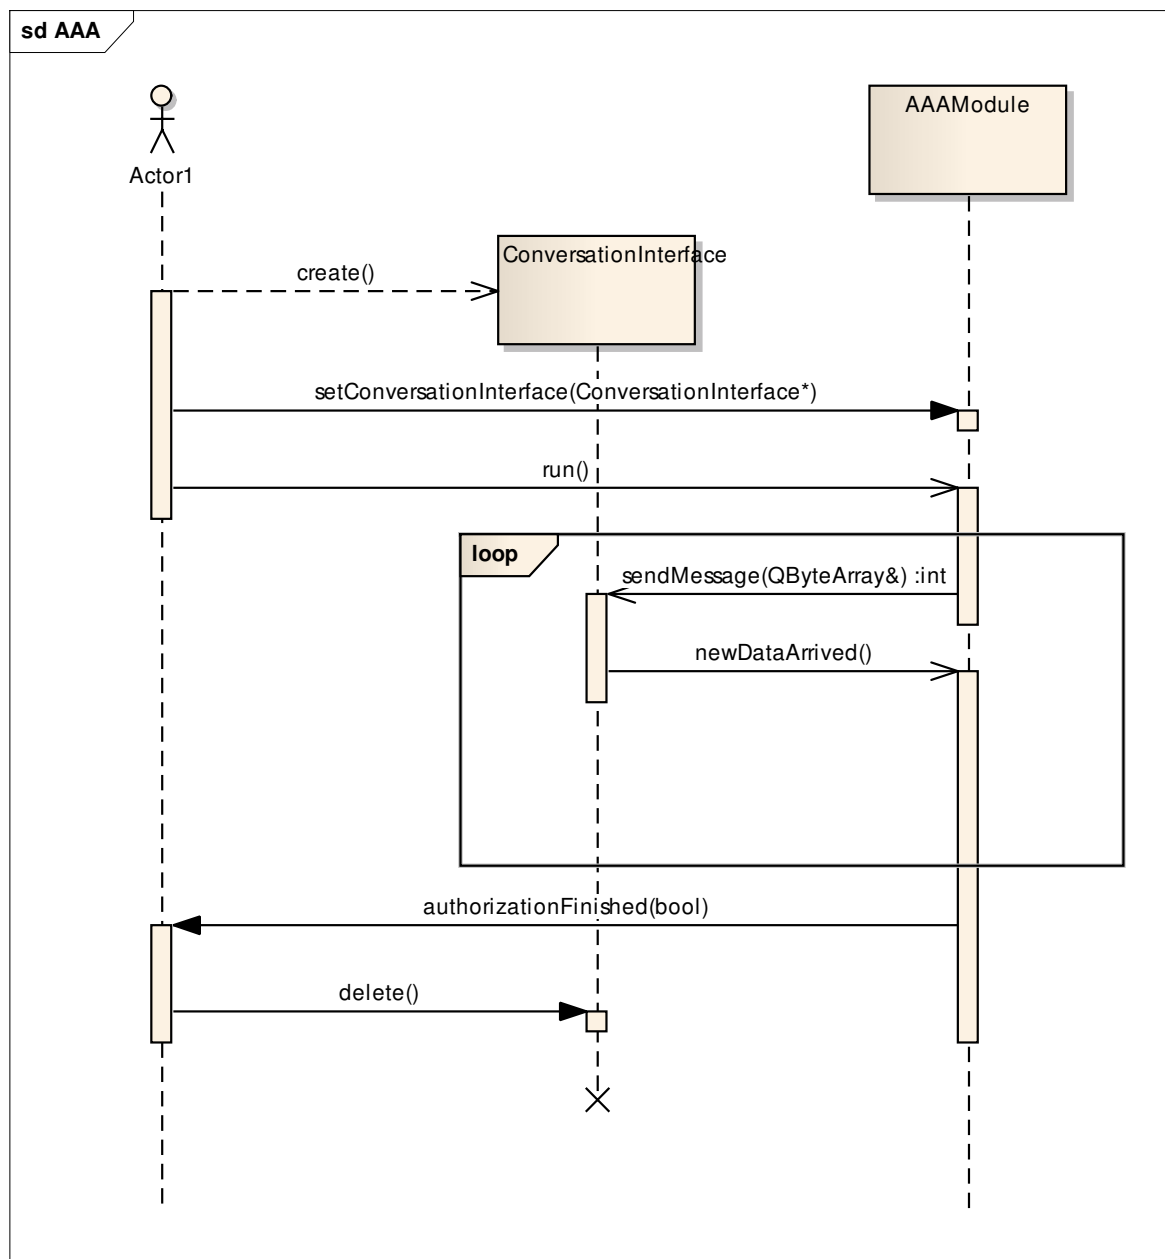 sd AAA
AAAModule
Actor1
ConversationInterface
create()
setConversationInterface(ConversationInterface*)
run()
loop
sendMessage(QByteArray&) :int
newDataArrived()
authorizationFinished(bool)
delete()